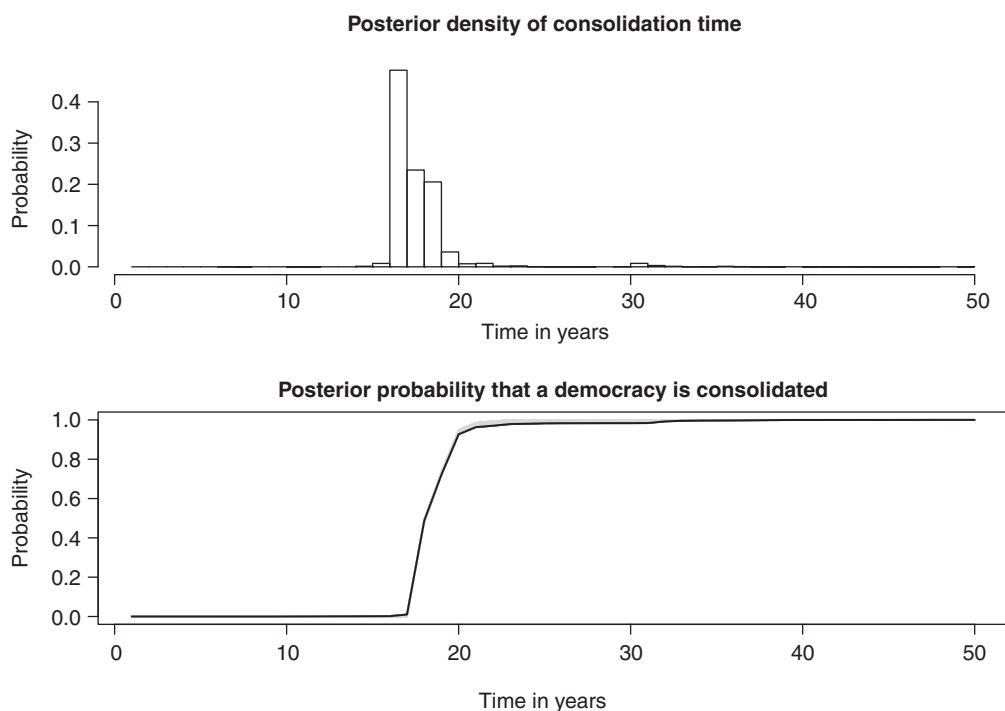 Posterior density of consolidation time
Probability
0.4
0.3
0.2
0.1
0.0
0 10 20 30 40 50
Time in years
Posterior probability that a democracy is consolidated
Probability
1.0
0.8
0.6
0.4
0.2
0.0
0 10 20 30 40 50
Time in years